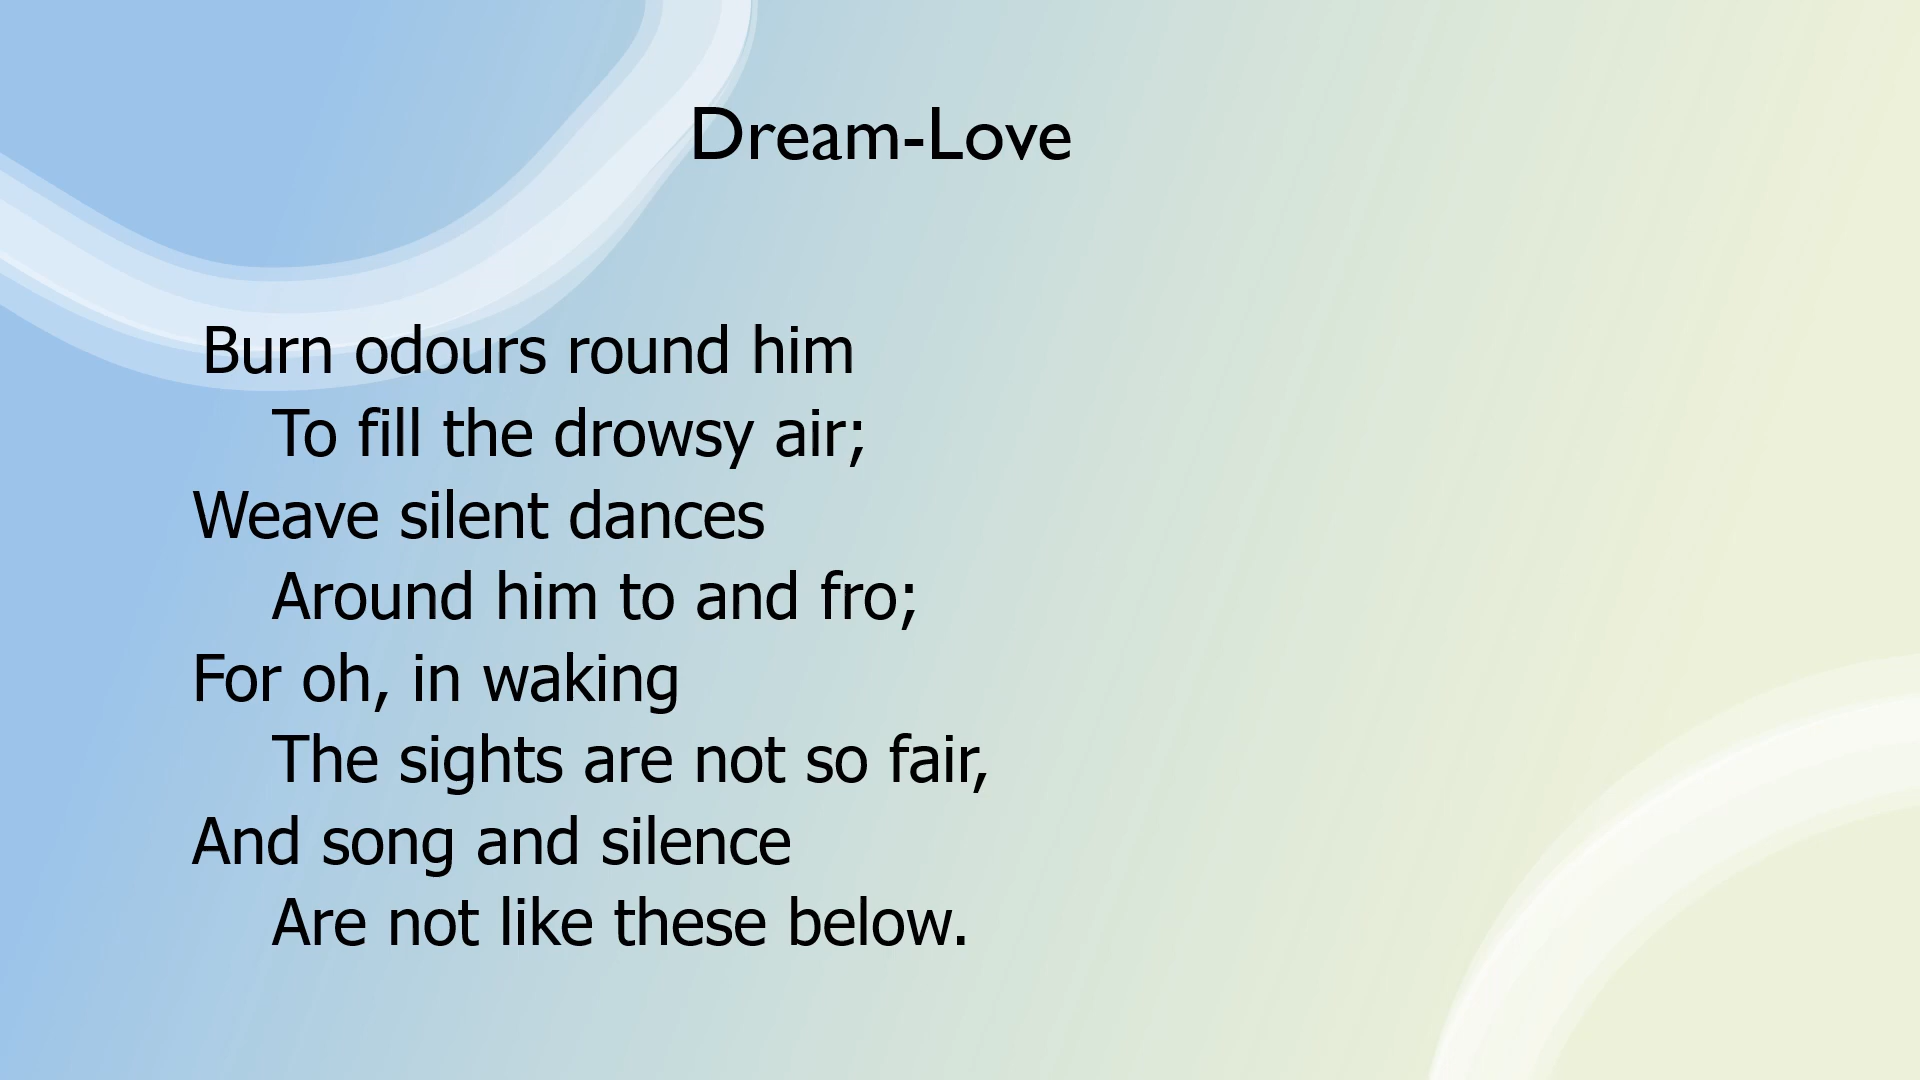 Dream-Love
Burn odours round him
To fill the drowsy air;
Weave silent dances
Around him to and fro;
For oh, in waking
The sights are not so fair,
And song and silence
Are not like these below.